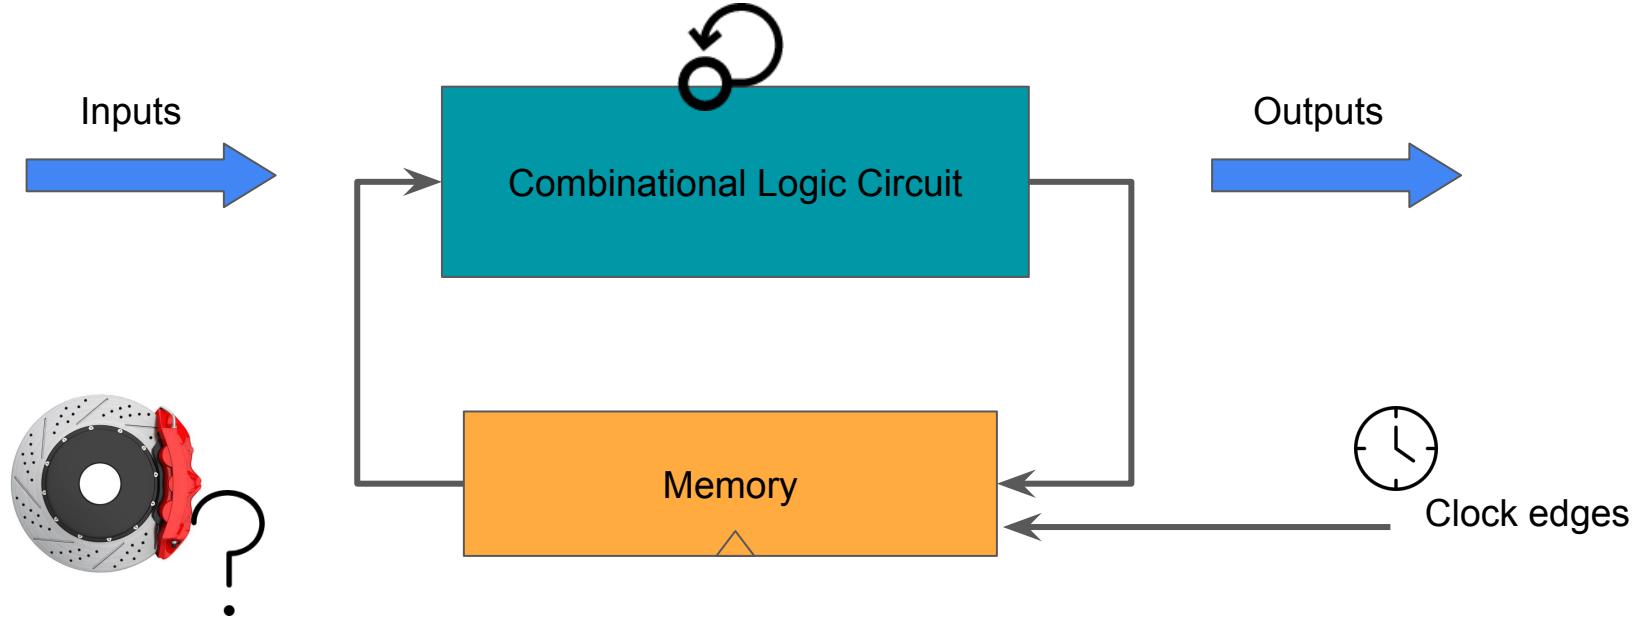 Inputs
Outputs
Combinational Logic Circuit
Memory
Clock edges
?